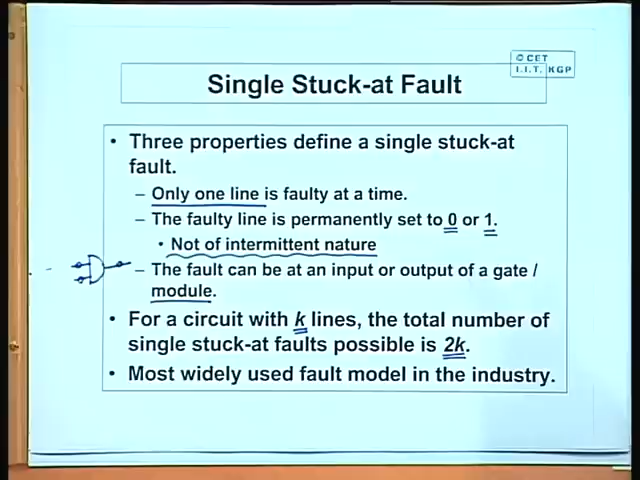 © CET
I.I.T. KGP
Single Stuck-at Fault
• Three properties define a single stuck-at
fault.
– Only one line is faulty at a time.
– The faulty line is permanently set to 0 or 1.
• Not of intermittent nature
– The fault can be at an input or output of a gate /
module.
• For a circuit with k lines, the total number of
single stuck-at faults possible is 2k.
• Most widely used fault model in the industry.